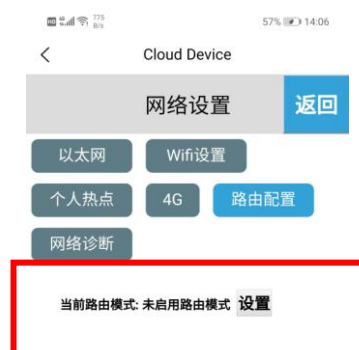 HD 775 B/s 57% 14:06
Cloud Device
网络设置 返回
以太网 Wifi设置
个人热点 4G 路由配置
网络诊断
当前路由模式: 未启用路由模式 设置